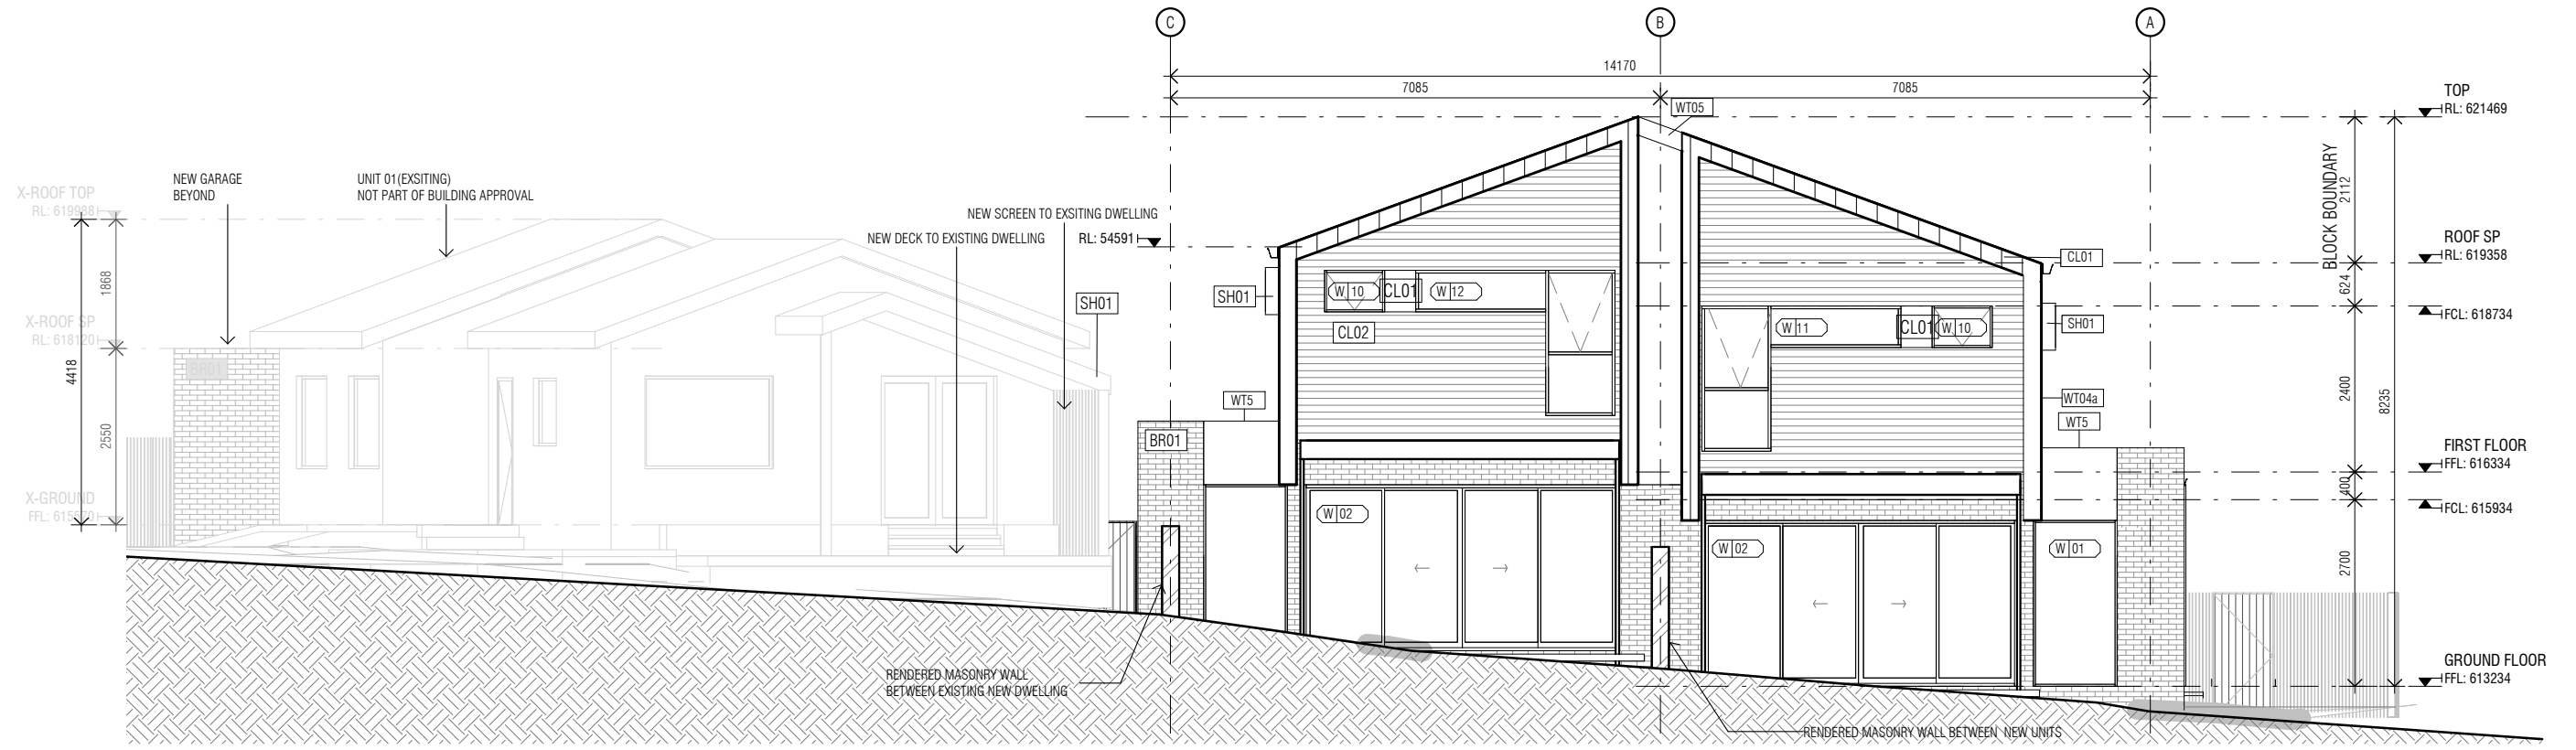 C
B
A
14170
7085
7085
WT05
TOP
RL: 621469
BLOCK BOUNDARY
2112
ROOF SP
RL: 619358
624
FCL: 618734
2400
8235
FIRST FLOOR
FFL: 616334
400
FCL: 615934
2700
GROUND FLOOR
FFL: 613234
X-ROOF TOP
RL: 619988
1868
X-ROOF SP
RL: 618120
4418
2550
X-GROUND
FFL: 615570
NEW GARAGE
BEYOND
UNIT 01(EXSITING)
NOT PART OF BUILDING APPROVAL
BR01
NEW SCREEN TO EXSITING DWELLING
NEW DECK TO EXISTING DWELLING
RL: 54591
SH01
SH01
W 10
CL01
W 12
CL02
WT5
BR01
W 02
W 11
CL01
W 10
CL01
SH01
WT04a
WT5
W 02
W 01
RENDERED MASONRY WALL
BETWEEN EXISTING NEW DWELLING
RENDERED MASONRY WALL BETWEEN NEW UNITS